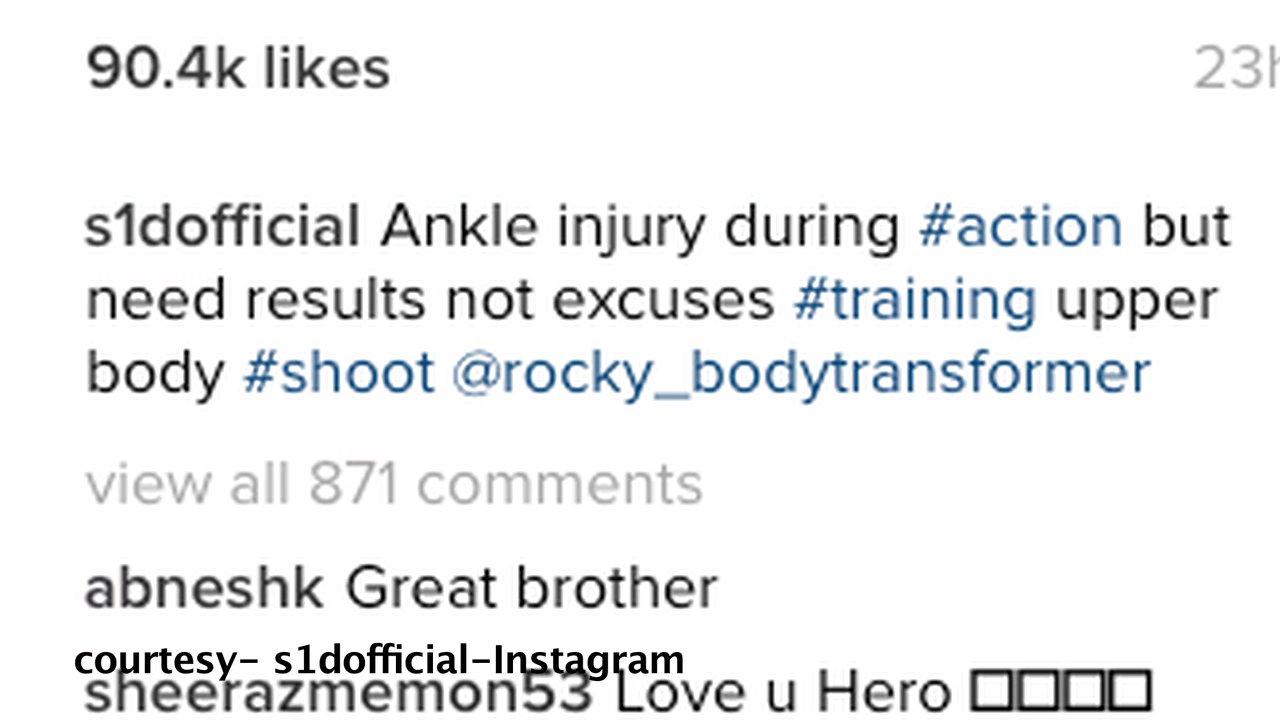 90.4k likes 23h
s1dofficial Ankle injury during #action but
need results not excuses #training upper
body #shoot @rocky_bodytransformer
view all 871 comments
abneshk Great brother
courtesy- s1dofficial-Instagram
sheerazmemon53 Love u Hero □□□□